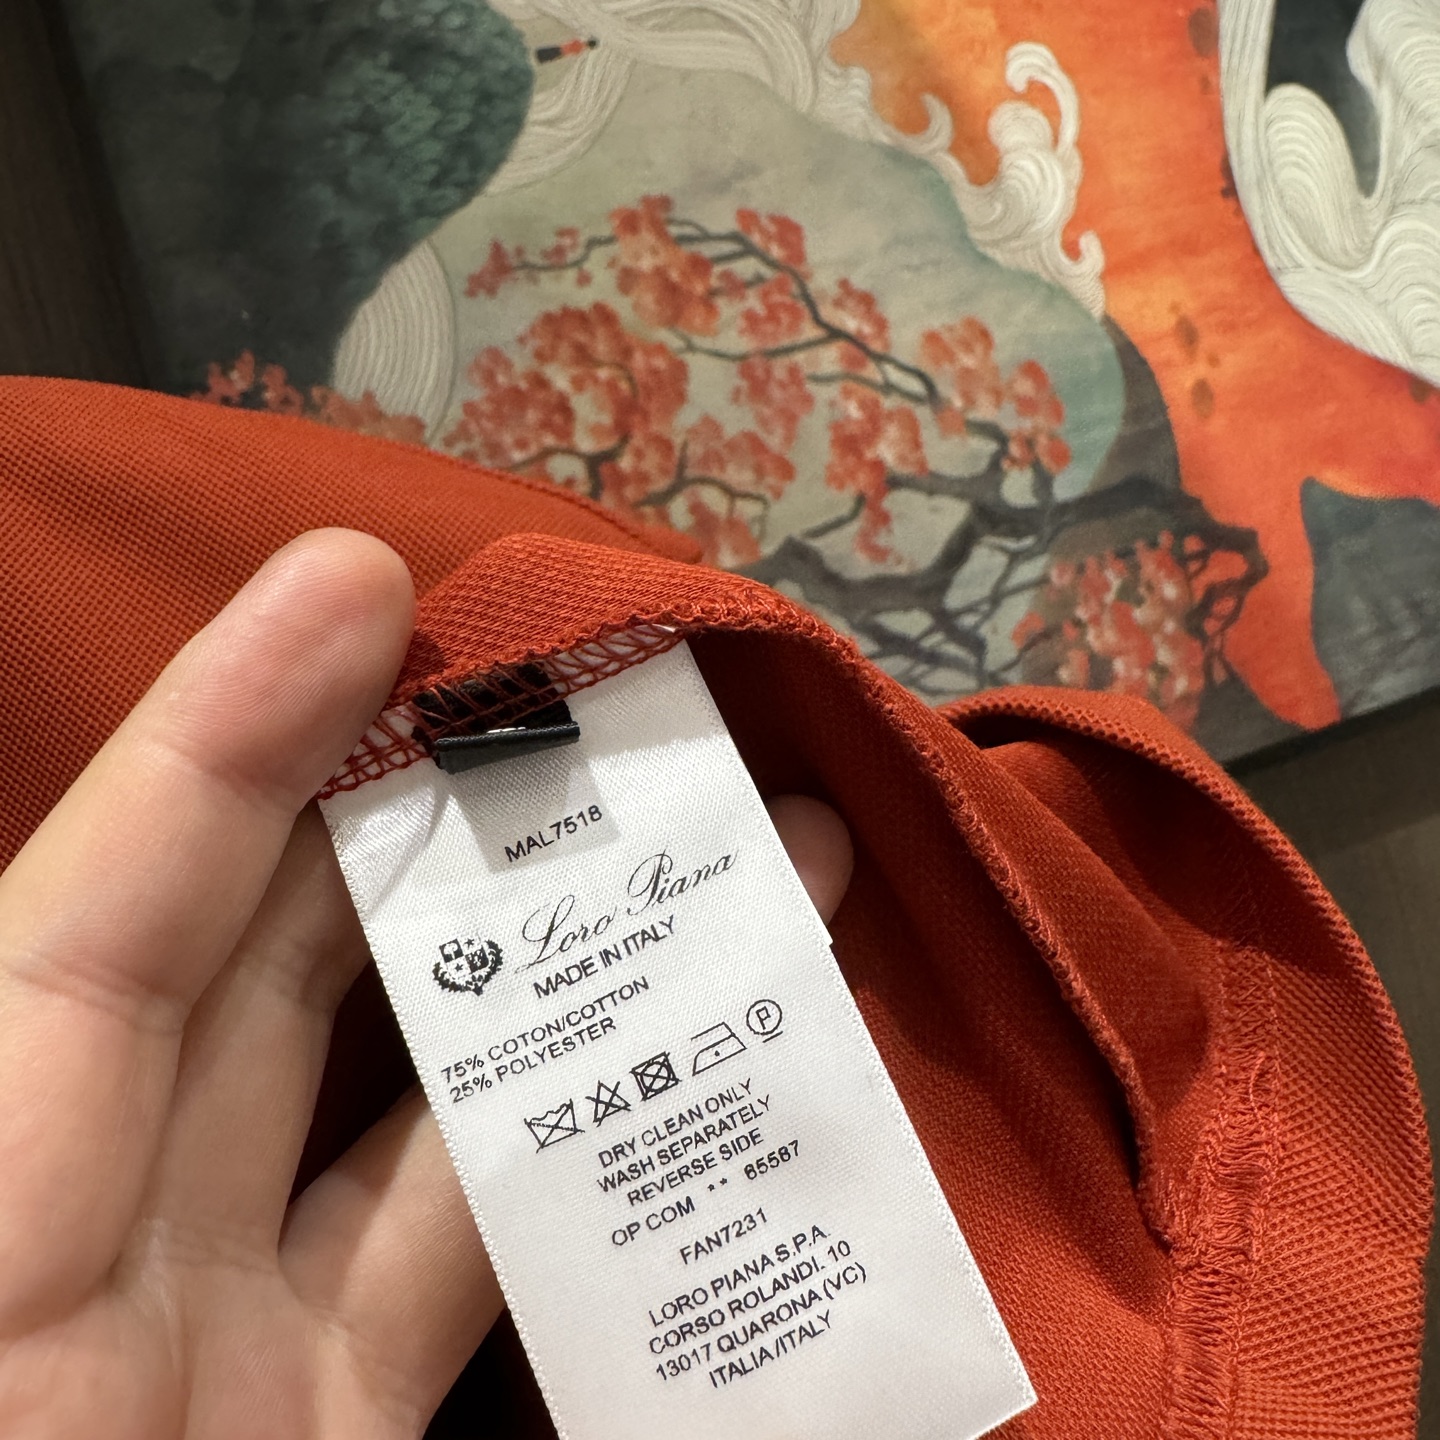 MAL7518
Loro Piana
MADE IN ITALY
75% COTON/COTTON
25% POLYESTER
P
DRY CLEAN ONLY
WASH SEPARATELY
REVERSE SIDE
OP COM ** 65587
FAN7231
LORO PIANA S.P.A.
CORSO ROLANDI. 10
13017 QUARONA (VC)
ITALIA/ITALY